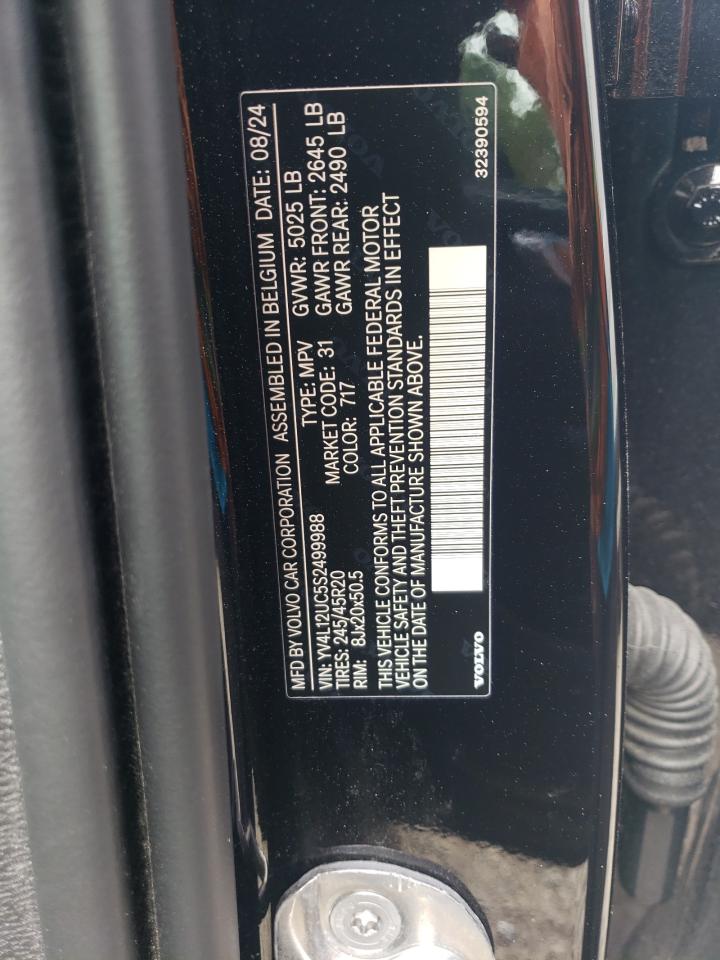 MFD BY VOLVO CAR CORPORATION ASSEMBLED IN BELGIUM DATE: 08/24
VIN: YV4L12UC5S2499988 TYPE: MPV GVWR: 5025 LB
TIRES: 245/45R20 MARKET CODE: 31 GAWR FRONT: 2645 LB
RIM: 8Jx20x50.5 COLOR: 717 GAWR REAR: 2490 LB
THIS VEHICLE CONFORMS TO ALL APPLICABLE FEDERAL MOTOR
VEHICLE SAFETY AND THEFT PREVENTION STANDARDS IN EFFECT
ON THE DATE OF MANUFACTURE SHOWN ABOVE.
VOLVO 32390594